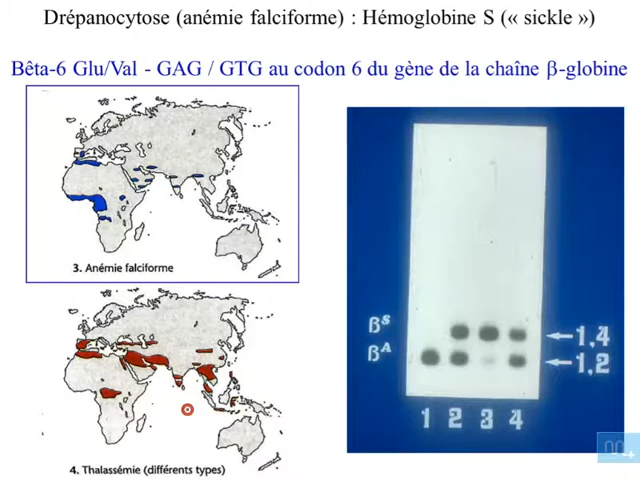 Drépanocytose (anémie falciforme) : Hémoglobine S (« sickle »)
Bêta-6 Glu/Val - GAG / GTG au codon 6 du gène de la chaîne β-globine
3. Anémie falciforme
4. Thalassémie (différents types)
βS
1,4
βA
1,2
1 2 3 4